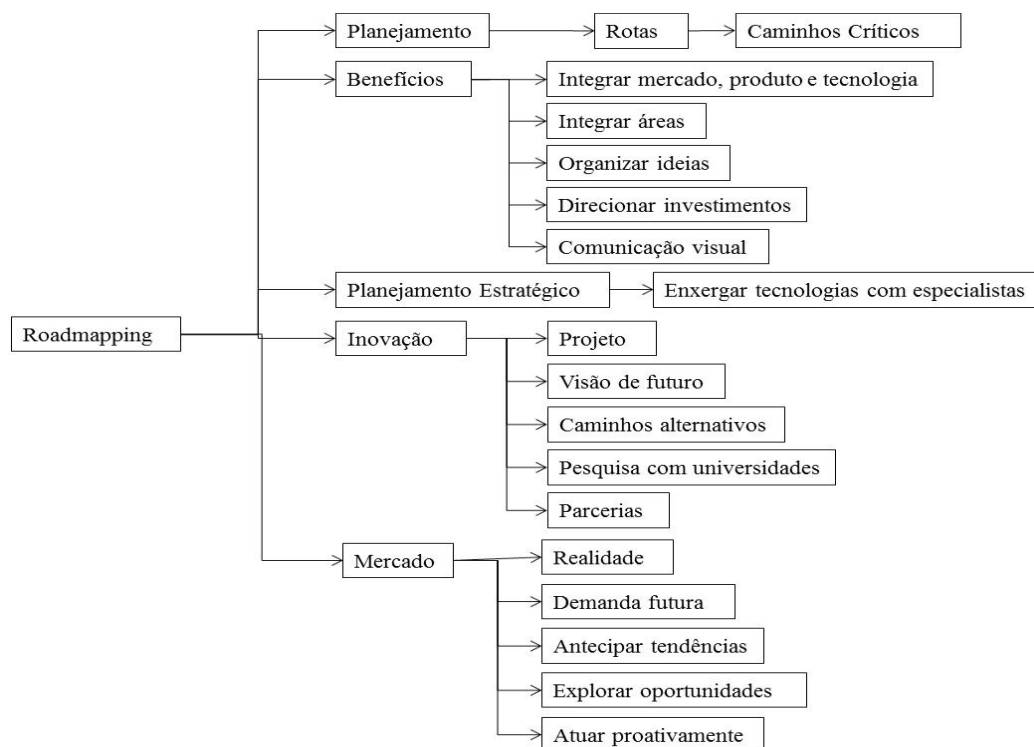 Planejamento
Rotas
Caminhos Críticos
Benefícios
Integrar mercado, produto e tecnologia
Integrar áreas
Organizar ideias
Direcionar investimentos
Comunicação visual
Planejamento Estratégico
Enxergar tecnologias com especialistas
Roadmapping
Inovação
Projeto
Visão de futuro
Caminhos alternativos
Pesquisa com universidades
Parcerias
Mercado
Realidade
Demanda futura
Antecipar tendências
Explorar oportunidades
Atuar proativamente